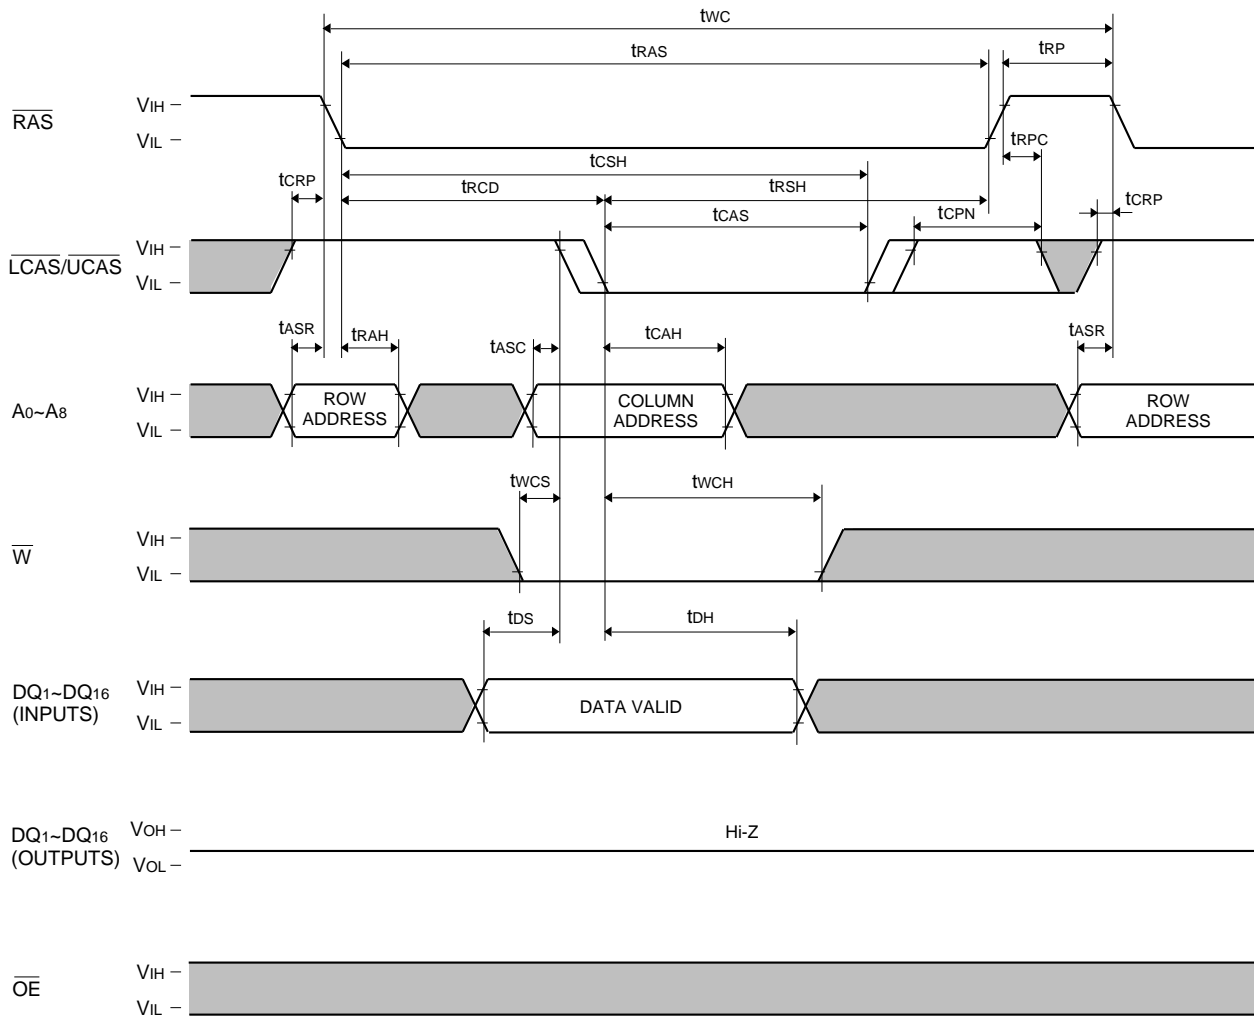 tWC
tRAS
tRP
RAS
VIH
VIL
tRPC
tCSH
tCRP
tRCD
tRSH
tCRP
tCAS
tCPN
LCAS/UCAS
VIH
VIL
tASR
tRAH
tASC
tCAH
tASR
A0~A8
VIH
VIL
ROW
ADDRESS
COLUMN
ADDRESS
ROW
ADDRESS
tWCS
tWCH
W
VIH
VIL
tDS
tDH
DQ1~DQ16
(INPUTS)
VIH
VIL
DATA VALID
DQ1~DQ16
(OUTPUTS)
VOH
VOL
Hi-Z
OE
VIH
VIL